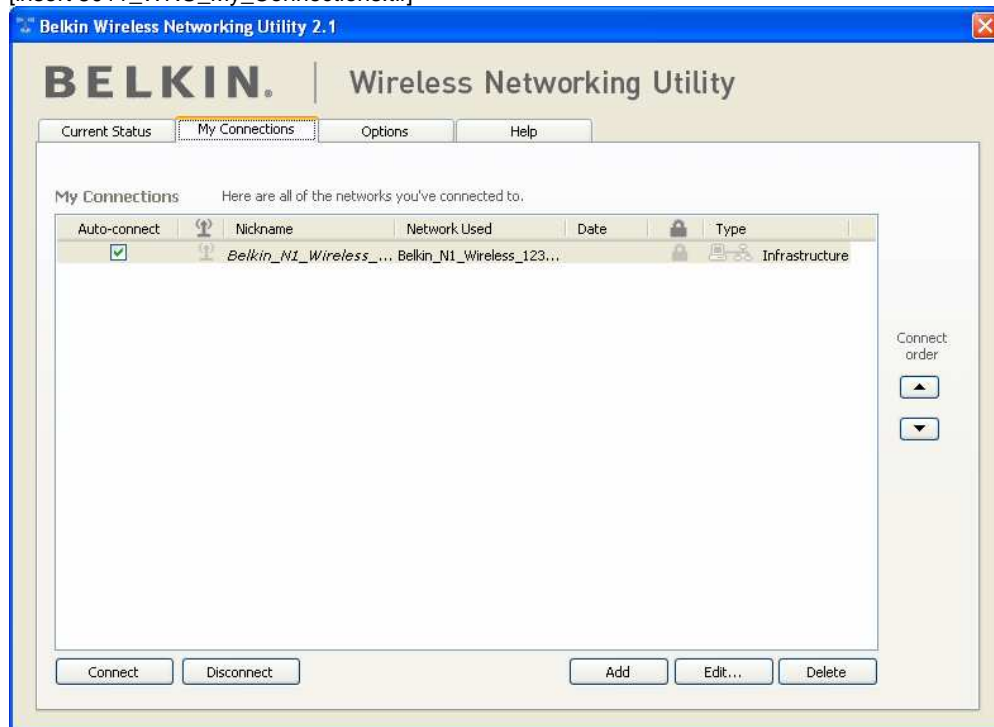 Belkin Wireless Networking Utility 2.1
BELKIN. | Wireless Networking Utility
Current Status My Connections Options Help
My Connections Here are all of the networks you've connected to.
Auto-connect Nickname Network Used Date Type
Belkin_N1_Wireless_... Belkin_N1_Wireless_123... Infrastructure
Connect
order
Connect Disconnect Add Edit... Delete